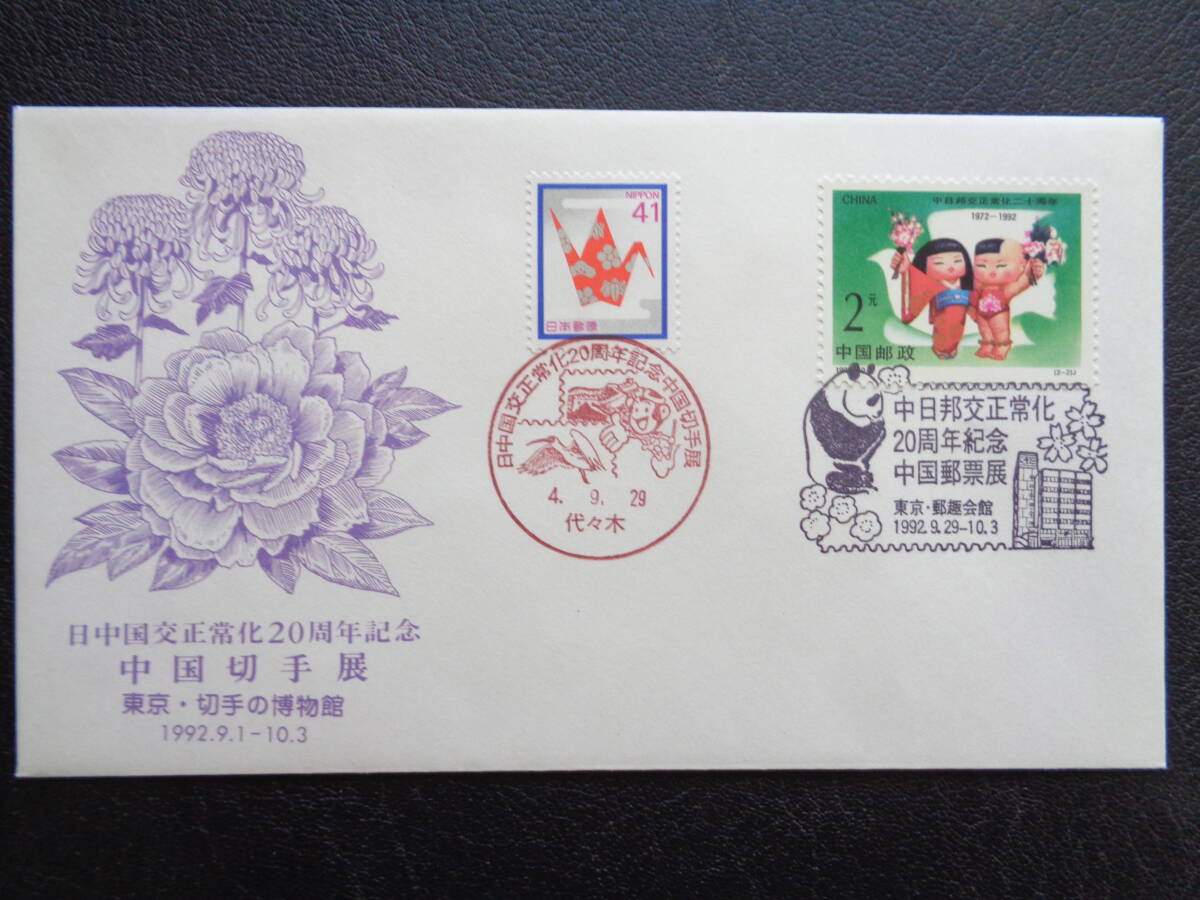 日中国交正常化20周年記念
中国切手展
東京・切手の博物館
1992.9.1-10.3
NIPPON
41
日本郵便
日中国交正常化20周年記念中国切手展
4. 9. 29
代々木
CHINA
中日邦交正常化二十周年
1972-1992
2元
中国邮政
(2-2)J
中日邦交正常化
20周年紀念
中国郵票展
東京・郵趣会館
1992.9.29-10.3